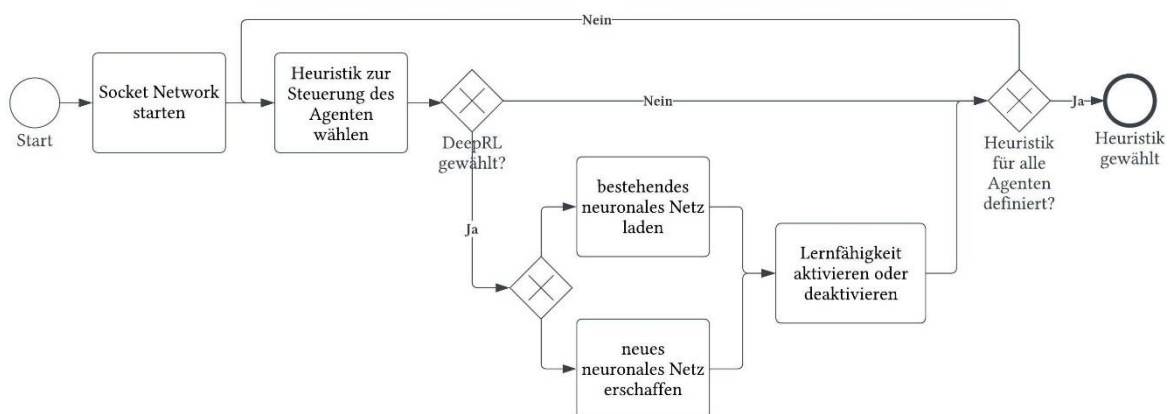 Nein
Start
Socket Network
starten
Heuristik zur
Steuerung des
Agenten
wählen
DeepRL
gewählt?
Nein
Ja
bestehendes
neuronales Netz
laden
neues
neuronales Netz
erschaffen
Lernfähigkeit
aktivieren oder
deaktivieren
Heuristik
für alle
Agenten
definiert?
Ja
Heuristik
gewählt